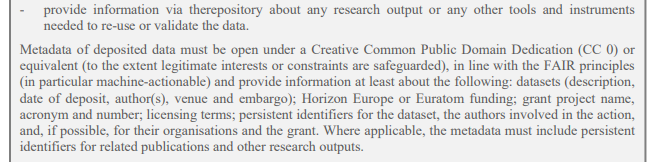 - provide information via therepository about any research output or any other tools and instruments
needed to re-use or validate the data.
Metadata of deposited data must be open under a Creative Common Public Domain Dedication (CC 0) or
equivalent (to the extent legitimate interests or constraints are safeguarded), in line with the FAIR principles
(in particular machine-actionable) and provide information at least about the following: datasets (description,
date of deposit, author(s), venue and embargo); Horizon Europe or Euratom funding; grant project name,
acronym and number; licensing terms; persistent identifiers for the dataset, the authors involved in the action,
and, if possible, for their organisations and the grant. Where applicable, the metadata must include persistent
identifiers for related publications and other research outputs.